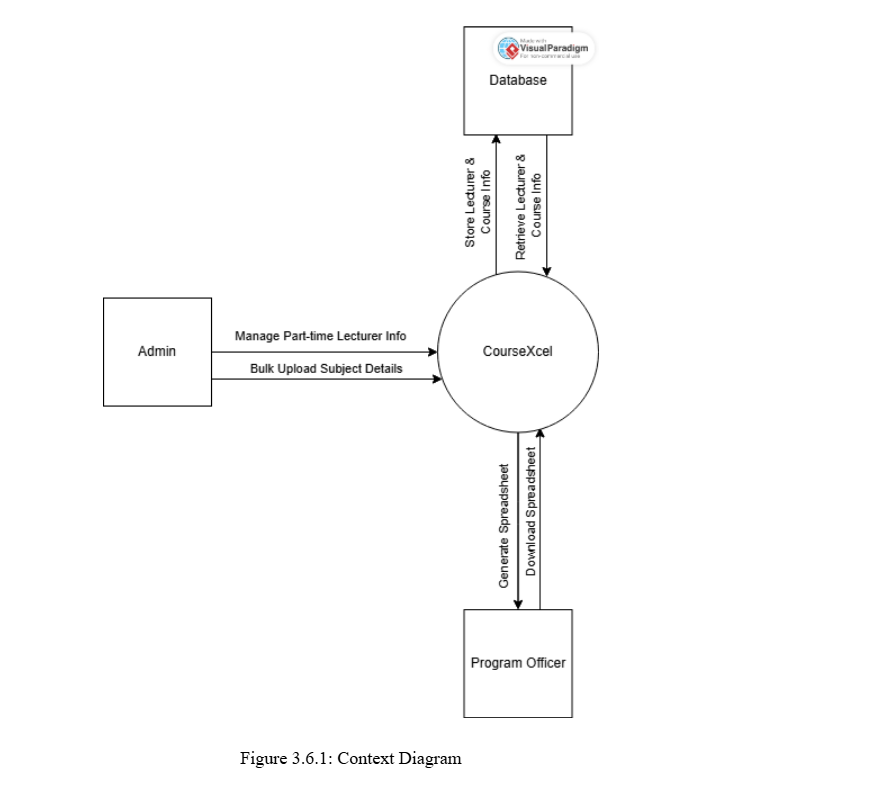 Made with
VisualParadigm
For non-commercial use
Database
Store Lecturer &
Course Info
Retrieve Lecturer &
Course Info
Admin
Manage Part-time Lecturer Info
Bulk Upload Subject Details
CourseXcel
Generate Spreadsheet
Download Spreadsheet
Program Officer
Figure 3.6.1: Context Diagram